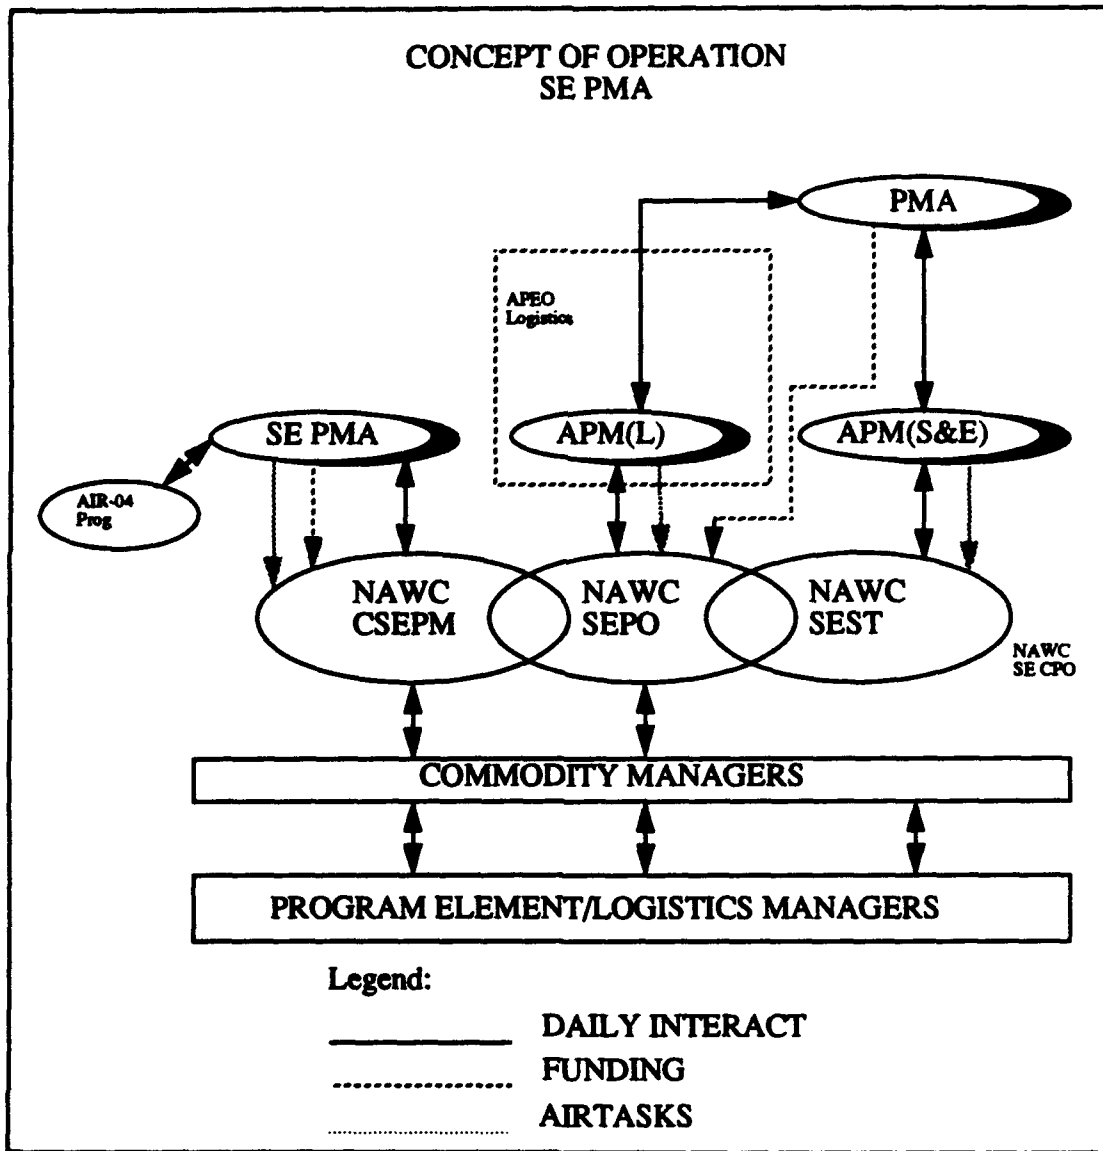 CONCEPT OF OPERATION
SE PMA
PMA
APEO
Logistics
SE PMA
APM(L)
APM(S&E)
AIR-04
Prog
NAWC
CSEPM
NAWC
SEPO
NAWC
SEST
NAWC
SE CPO
COMMODITY MANAGERS
PROGRAM ELEMENT/LOGISTICS MANAGERS
Legend:
DAILY INTERACT
FUNDING
AIRTASKS